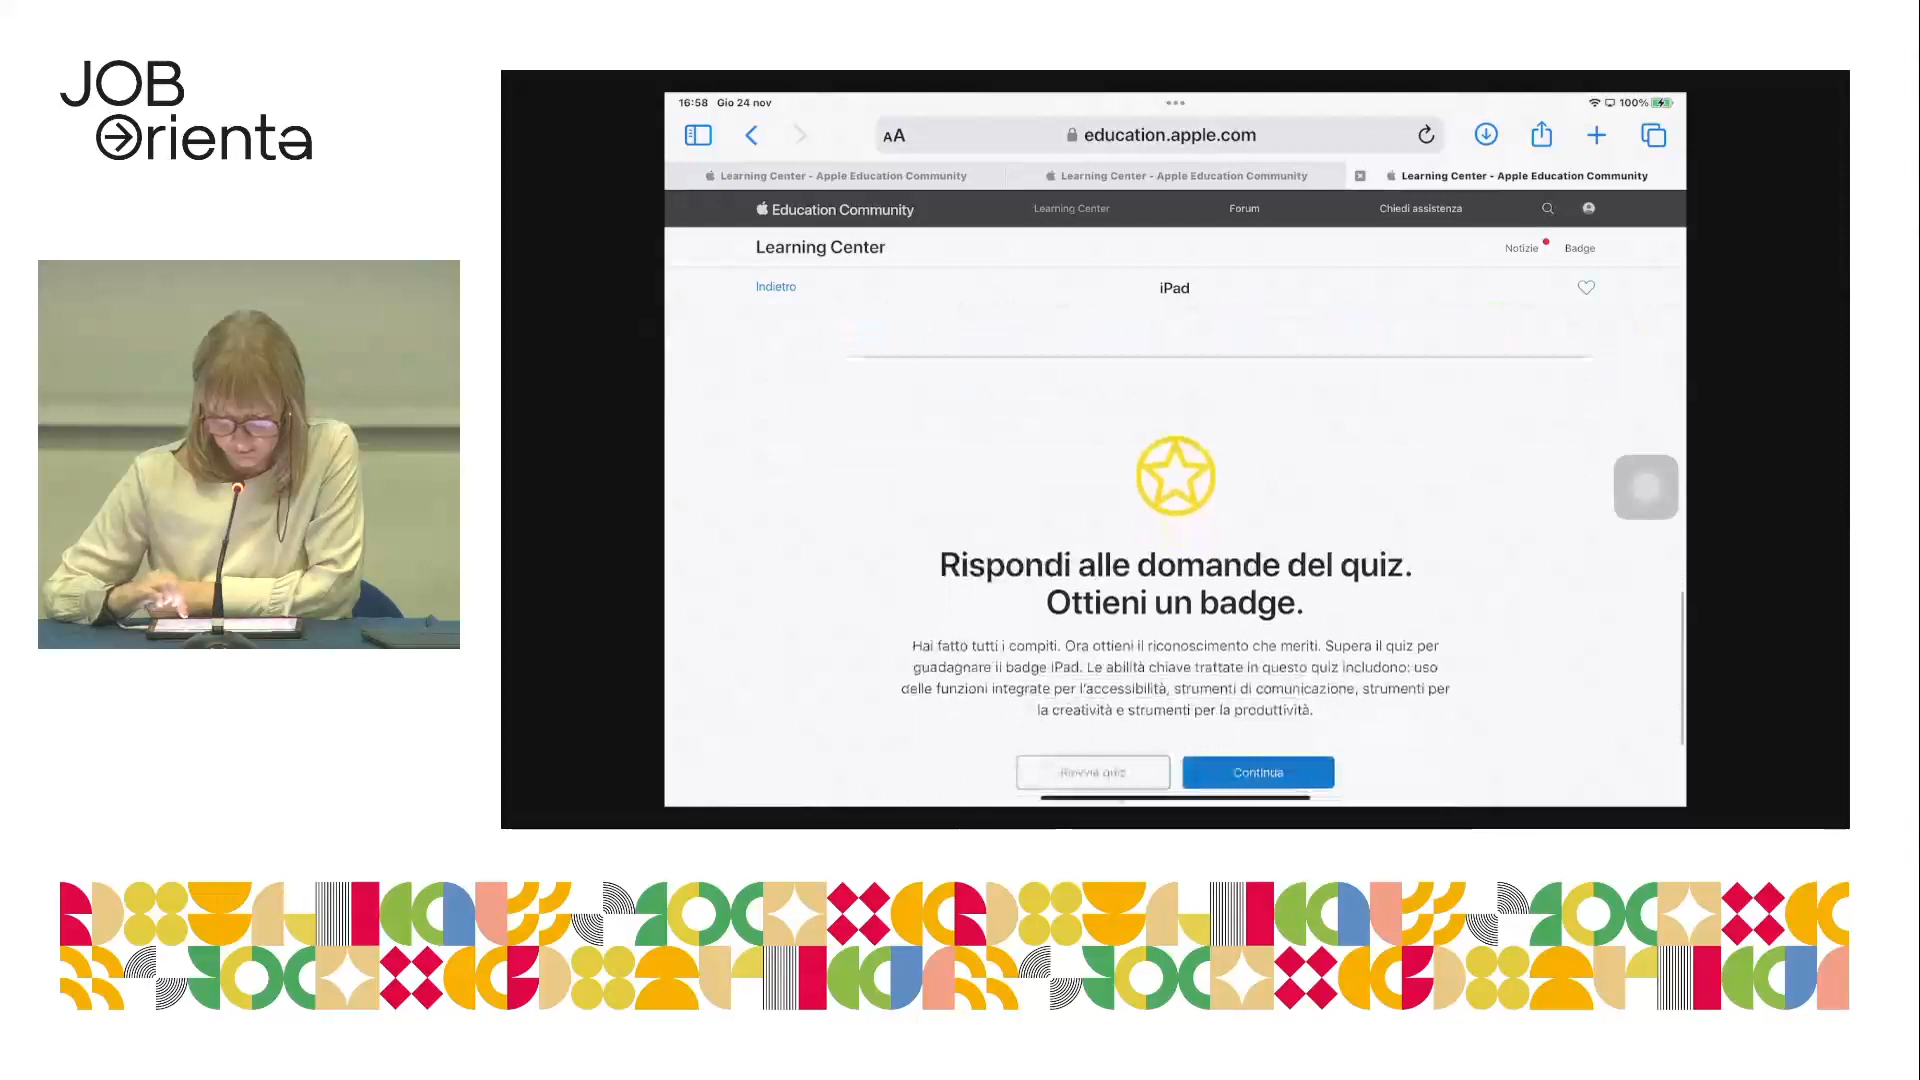 JOB
Orienta
16:58 Gio 24 nov
100%
AA
education.apple.com
Learning Center - Apple Education Community
Learning Center - Apple Education Community
Learning Center - Apple Education Community
Education Community
Learning Center
Forum
Chiedi assistenza
Learning Center
Notizie
Badge
Indietro
iPad
Rispondi alle domande del quiz.
Ottieni un badge.
Hai fatto tutti i compiti. Ora ottieni il riconoscimento che meriti. Supera il quiz per
guadagnare il badge iPad. Le abilità chiave trattate in questo quiz includono: uso
delle funzioni integrate per l'accessibilità, strumenti di comunicazione, strumenti per
la creatività e strumenti per la produttività.
quiz
Continua